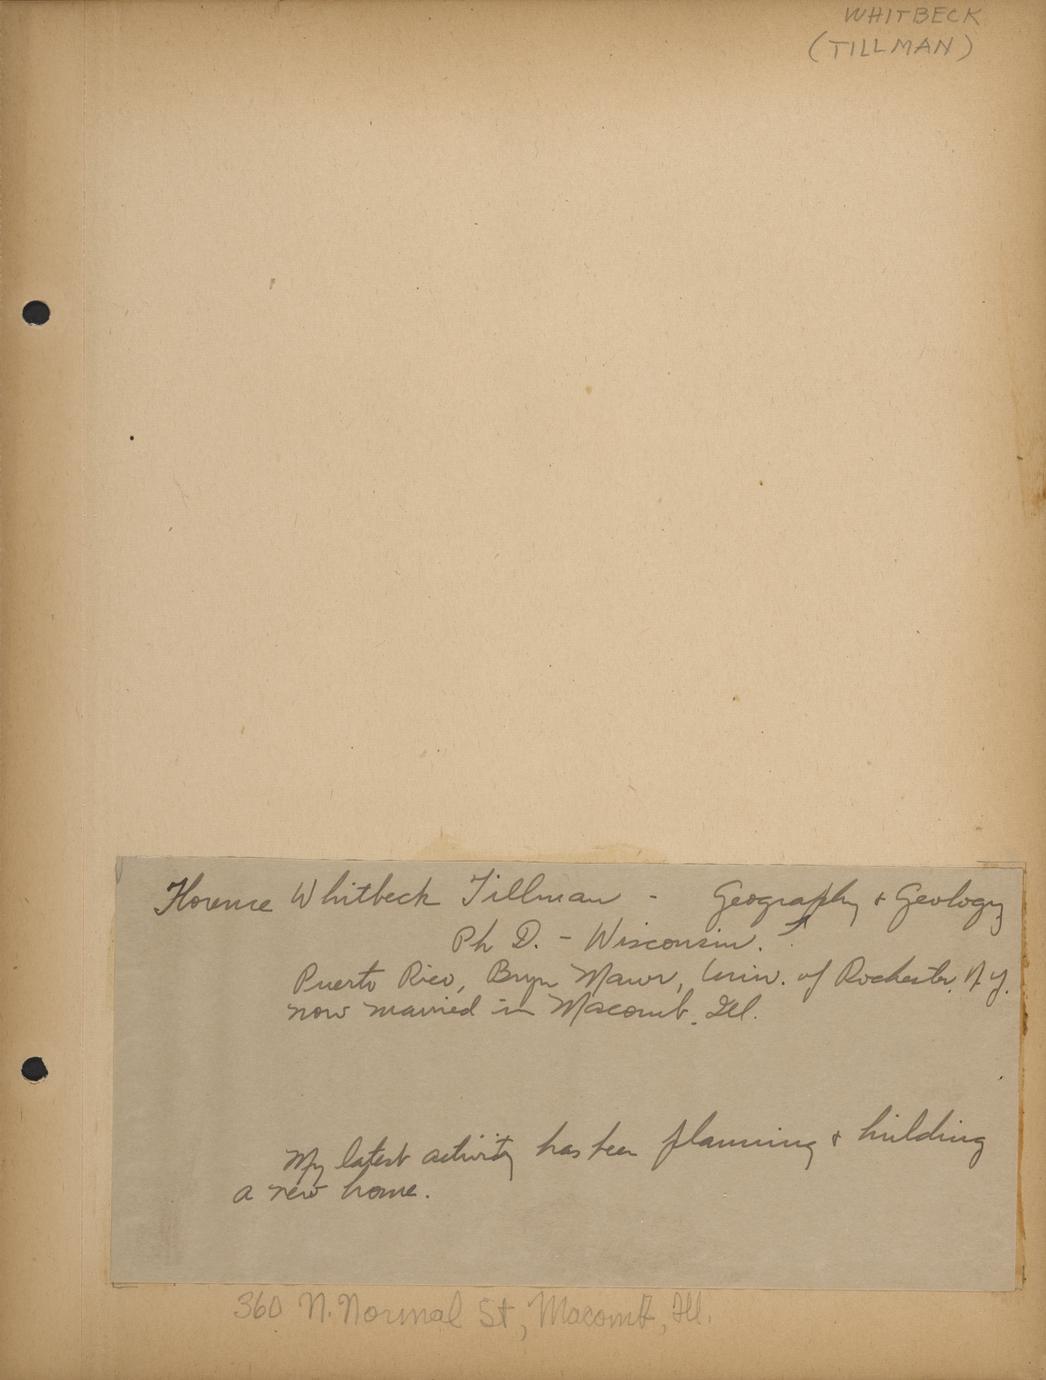 WHITBECK
(TILLMAN)
Florence Whitbeck Tillman - Geography + Geology
Ph D. - Wisconsin.
Puerto Rico, Bryn Mawr, Univ. of Rochester, N.Y.
now married in Macomb, Ill.
My latest activity has been planning + building
a new home.
360 N. Normal St, Macomb, Ill.